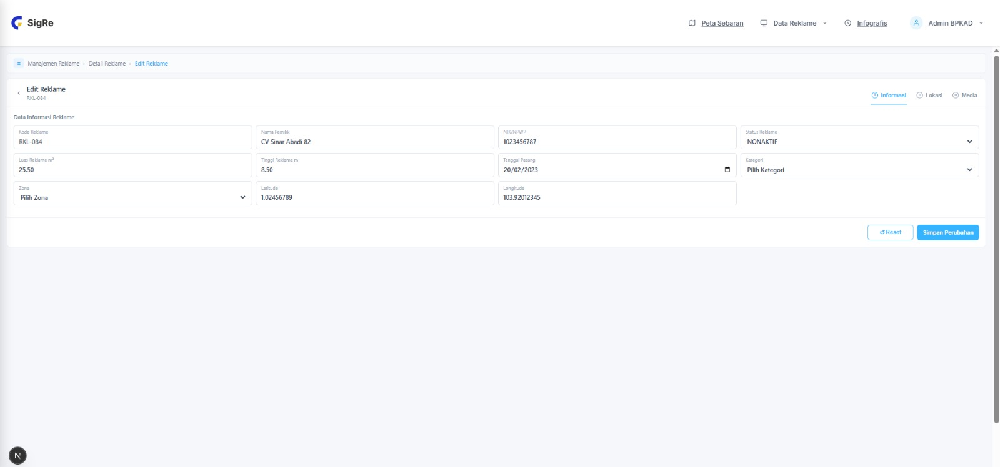 SigRe
Peta Sebaran
Data Reklame
Infografis
Admin BPKAD
Manajemen Reklame › Detail Reklame › Edit Reklame
Edit Reklame
RKL-084
Informasi
Lokasi
Media
Data Informasi Reklame
Kode Reklame
RKL-084
Nama Pemilik
CV Sinar Abadi 82
NIK/NPWP
1023456787
Status Reklame
NONAKTIF
Luas Reklame m²
25.50
Tinggi Reklame m
8.50
Tanggal Pasang
20/02/2023
Kategori
Pilih Kategori
Zona
Pilih Zona
Latitude
1.02456789
Longitude
103.92012345
↺ Reset
Simpan Perubahan
N